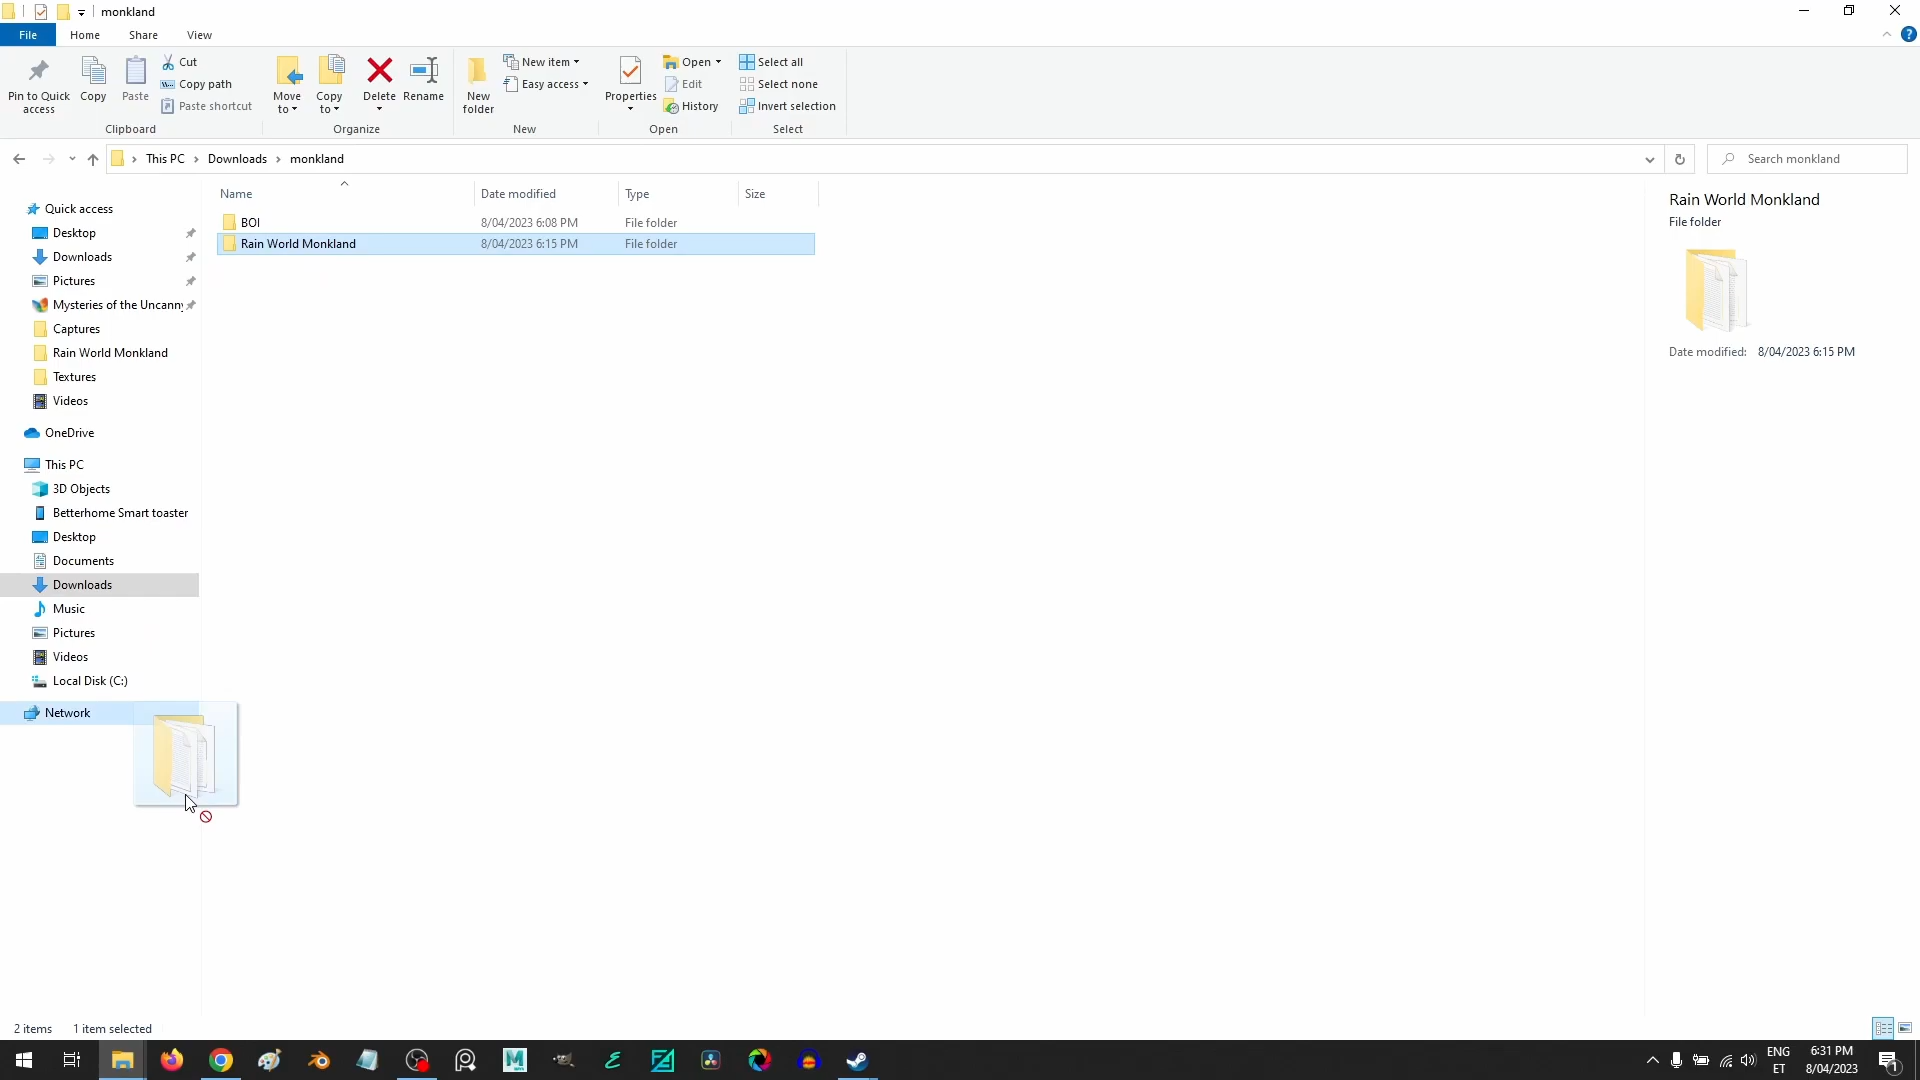 monkland
File
Home
Share
View
Pin to Quick
access
Copy
Paste
Cut
Copy path
Paste shortcut
Clipboard
Move
to
Copy
to
Delete
Rename
Organize
New
folder
New item
Easy access
New
Properties
Open
Edit
History
Open
Select all
Select none
Invert selection
Select
This PC > Downloads > monkland
Search monkland
Name
Date modified
Type
Size
BOI 8/04/2023 6:08 PM File folder
Rain World Monkland 8/04/2023 6:15 PM File folder
Quick access
Desktop
Downloads
Pictures
Mysteries of the Uncanny
Captures
Rain World Monkland
Textures
Videos
OneDrive
This PC
3D Objects
Betterhome Smart toaster
Desktop
Documents
Downloads
Music
Pictures
Videos
Local Disk (C:)
Network
Rain World Monkland
File folder
Date modified: 8/04/2023 6:15 PM
2 items 1 item selected
ENG
ET
6:31 PM
8/04/2023
1